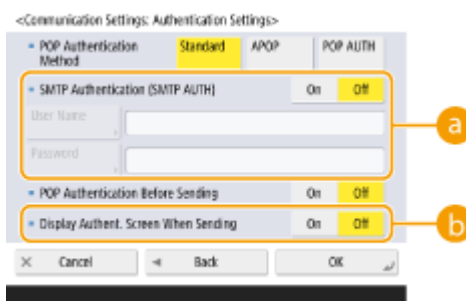 <Communication Settings: Authentication Settings>
POP Authentication Method Standard APOP POP AUTH
SMTP Authentication (SMTP AUTH) On Off
a
User Name
Password
POP Authentication Before Sending On Off
Display Authent. Screen When Sending On Off
b
Cancel Back OK